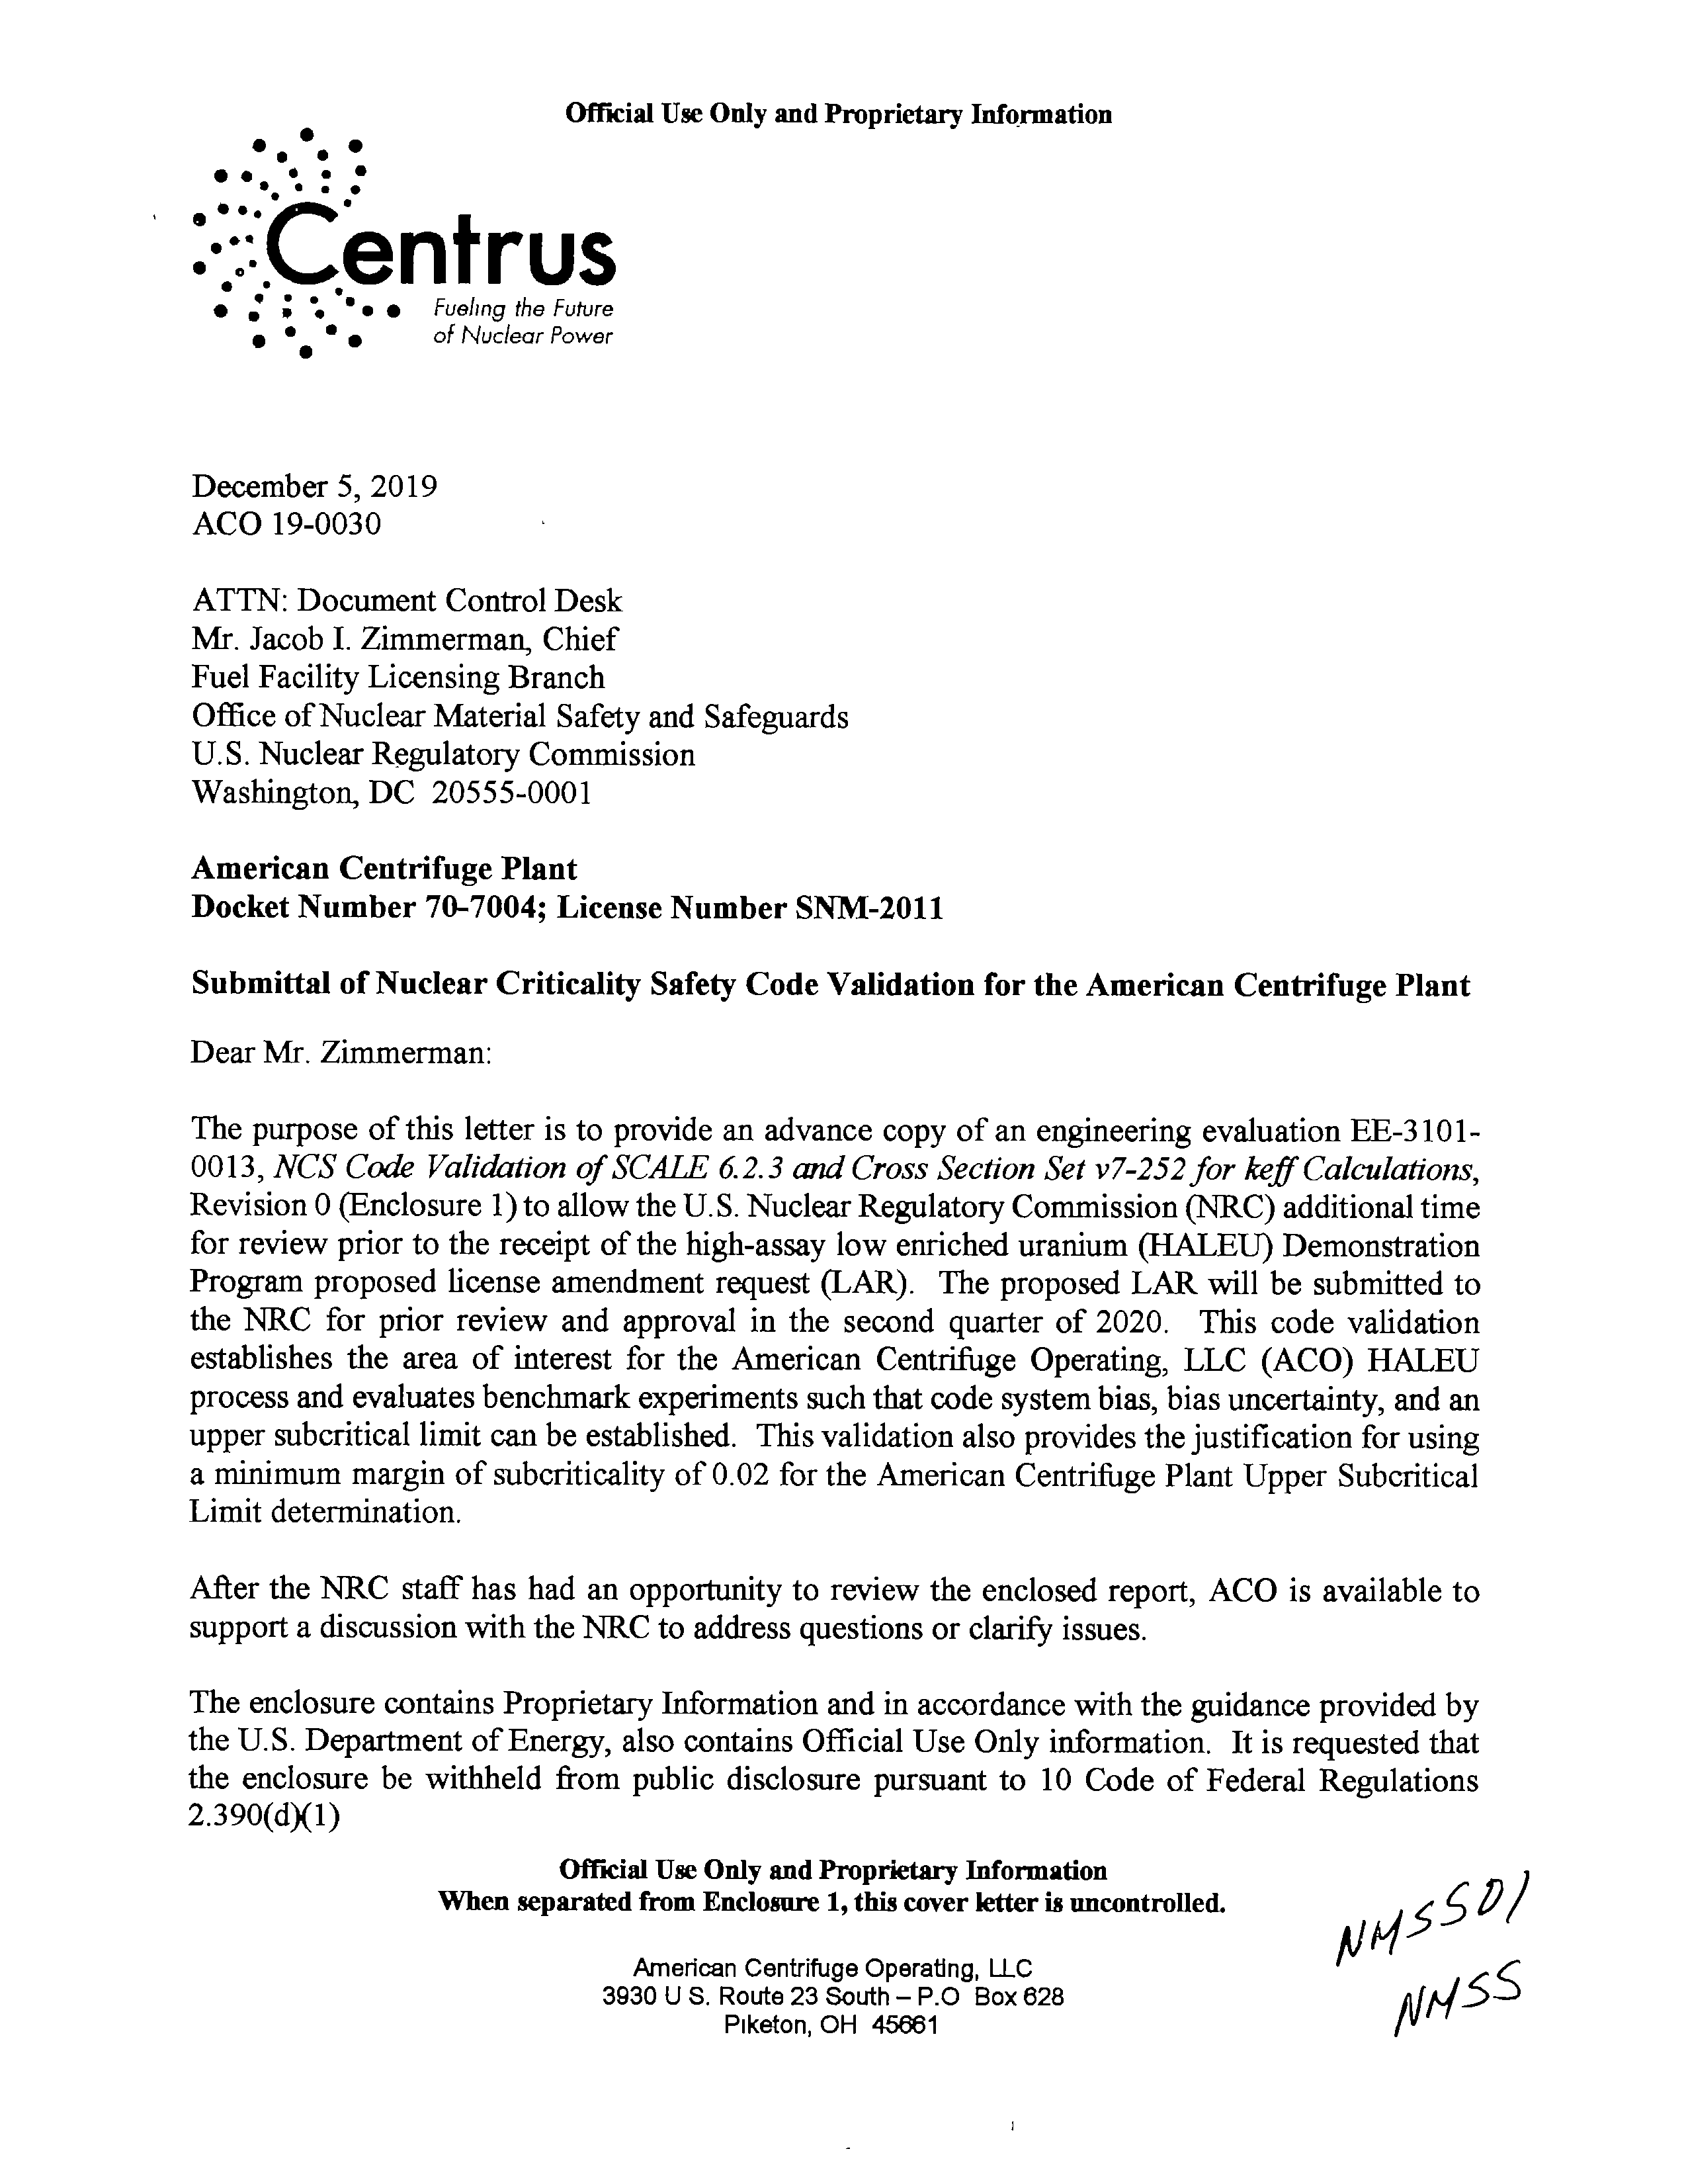 Official Use Only and Proprietary Information
Centrus
Fueling the Future
of Nuclear Power
December 5, 2019
ACO 19-0030
ATTN: Document Control Desk
Mr. Jacob I. Zimmerman, Chief
Fuel Facility Licensing Branch
Office of Nuclear Material Safety and Safeguards
U.S. Nuclear Regulatory Commission
Washington, DC 20555-0001
American Centrifuge Plant
Docket Number 70-7004; License Number SNM-2011
Submittal of Nuclear Criticality Safety Code Validation for the American Centrifuge Plant
Dear Mr. Zimmerman:
The purpose of this letter is to provide an advance copy of an engineering evaluation EE-3101-
0013, NCS Code Validation of SCALE 6.2.3 and Cross Section Set v7-252 for keff Calculations,
Revision 0 (Enclosure 1) to allow the U.S. Nuclear Regulatory Commission (NRC) additional time
for review prior to the receipt of the high-assay low enriched uranium (HALEU) Demonstration
Program proposed license amendment request (LAR). The proposed LAR will be submitted to
the NRC for prior review and approval in the second quarter of 2020. This code validation
establishes the area of interest for the American Centrifuge Operating, LLC (ACO) HALEU
process and evaluates benchmark experiments such that code system bias, bias uncertainty, and an
upper subcritical limit can be established. This validation also provides the justification for using
a minimum margin of subcriticality of 0.02 for the American Centrifuge Plant Upper Subcritical
Limit determination.
After the NRC staff has had an opportunity to review the enclosed report, ACO is available to
support a discussion with the NRC to address questions or clarify issues.
The enclosure contains Proprietary Information and in accordance with the guidance provided by
the U.S. Department of Energy, also contains Official Use Only information. It is requested that
the enclosure be withheld from public disclosure pursuant to 10 Code of Federal Regulations
2.390(d)(1)
Official Use Only and Proprietary Information
When separated from Enclosure 1, this cover letter is uncontrolled.
American Centrifuge Operating, LLC
3930 U S. Route 23 South – P.O Box 628
Piketon, OH 45661
NMSS01
NMSS